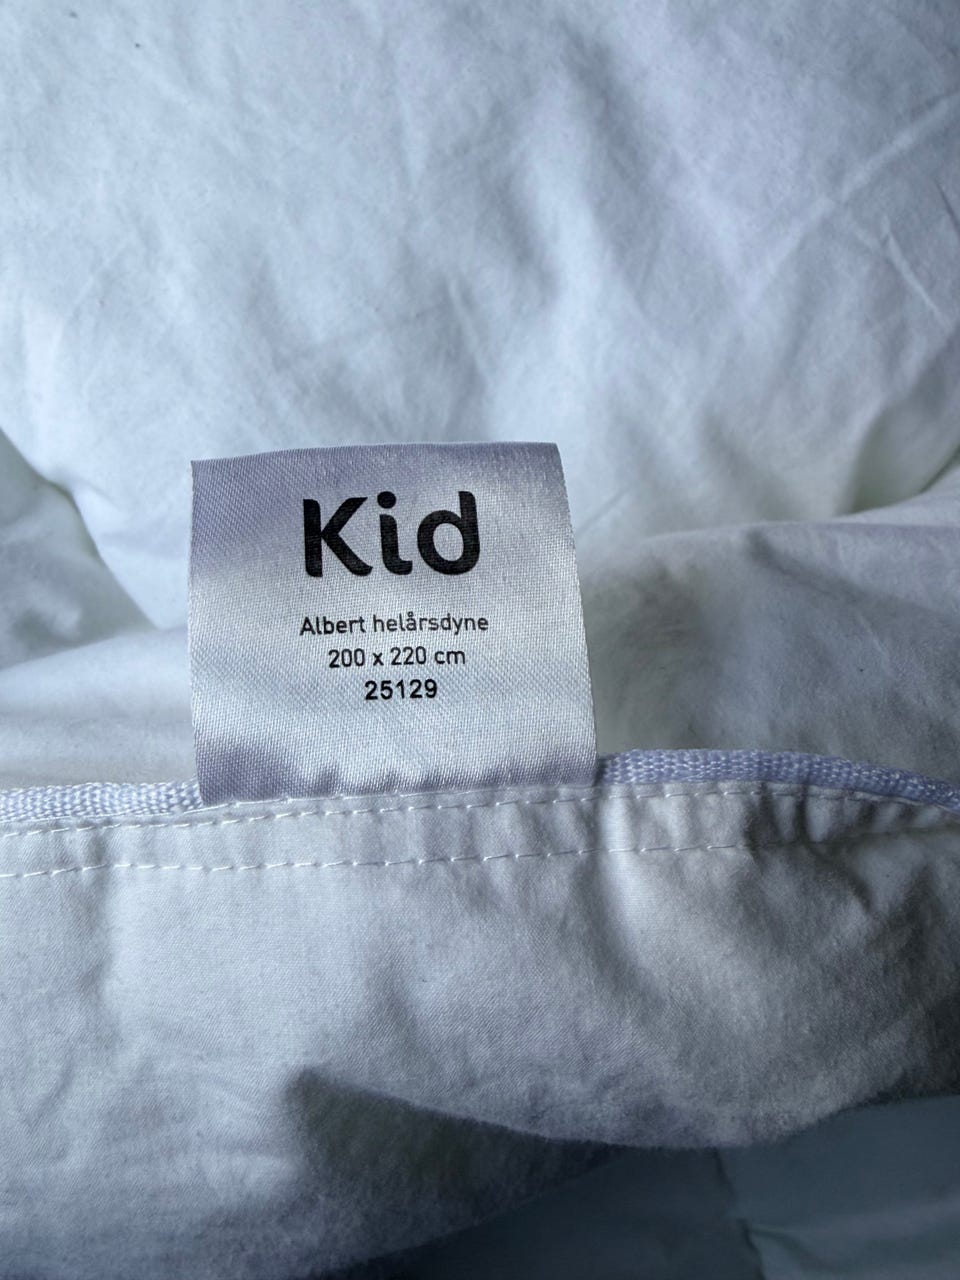 Kid
Albert helårsdyne
200 x 220 cm
25129